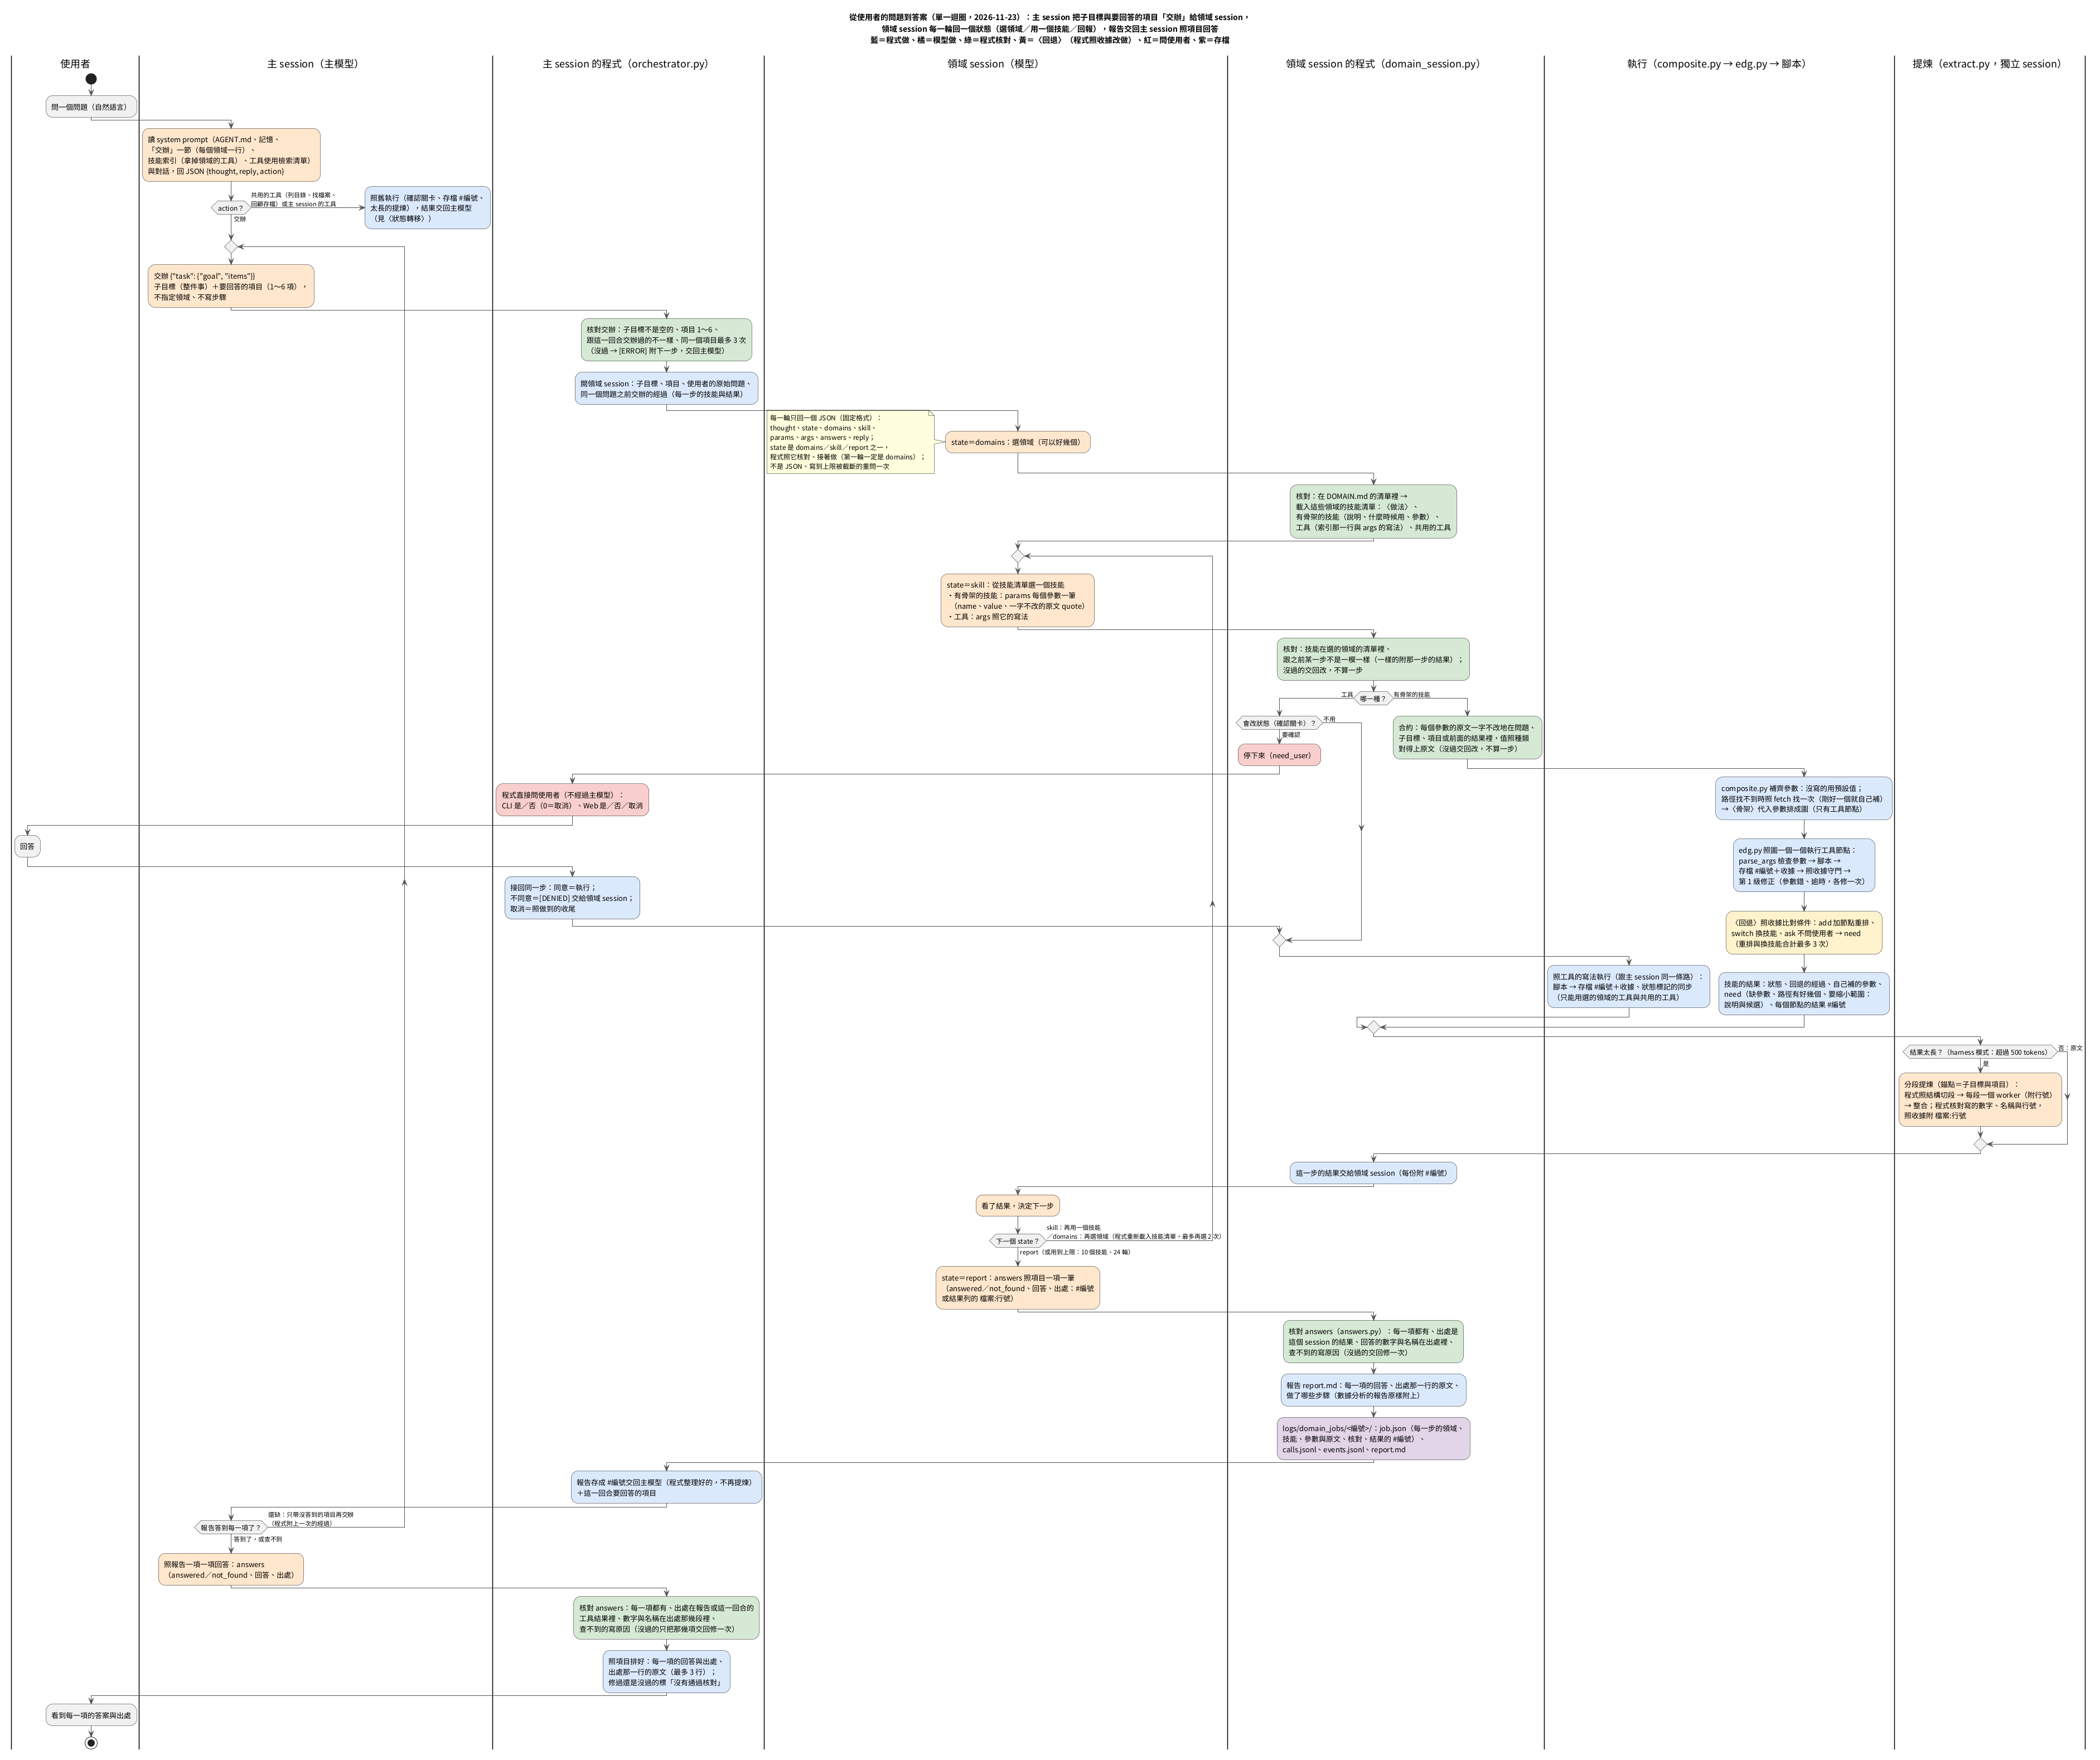 從使用者的問題到答案（單一迴圈，2026-11-23）：主 session 把子目標與要回答的項目「交辦」給領域 session，
領域 session 每一輪回一個狀態（選領域／用一個技能／回報），報告交回主 session 照項目回答
藍＝程式做、橘＝模型做、綠＝程式核對、黃＝〈回退〉（程式照收據改做）、紅＝問使用者、紫＝存檔
使用者
主 session（主模型）
主 session 的程式（orchestrator.py）
領域 session（模型）
領域 session 的程式（domain_session.py）
執行（composite.py → edg.py → 腳本）
提煉（extract.py，獨立 session）
問一個問題（自然語言）
讀 system prompt（AGENT.md、記憶、
「交辦」一節（每個領域一行）、
技能索引（拿掉領域的工具）、工具使用檢索清單）
與對話，回 JSON {thought, reply, action}
action？
共用的工具（列目錄、找檔案、
回顧存檔）或主 session 的工具
交辦
照舊執行（確認關卡、存檔 #編號、
太長的提煉），結果交回主模型
（見〈狀態轉移〉）
交辦 {"task": {"goal", "items"}}
子目標（整件事）＋要回答的項目（1～6 項），
不指定領域、不寫步驟
核對交辦：子目標不是空的、項目 1～6、
跟這一回合交辦過的不一樣、同一個項目最多 3 次
（沒過 → [ERROR] 附下一步，交回主模型）
開領域 session：子目標、項目、使用者的原始問題、
同一個問題之前交辦的經過（每一步的技能與結果）
每一輪只回一個 JSON（固定格式）：
thought、state、domains、skill、
params、args、answers、reply；
state 是 domains／skill／report 之一，
程式照它核對、接著做（第一輪一定是 domains）；
不是 JSON、寫到上限被截斷的重問一次
state＝domains：選領域（可以好幾個）
核對：在 DOMAIN.md 的清單裡 →
載入這些領域的技能清單：〈做法〉、
有骨架的技能（說明、什麼時候用、參數）、
工具（索引那一行與 args 的寫法）、共用的工具
state＝skill：從技能清單選一個技能
・有骨架的技能：params 每個參數一筆
（name、value、一字不改的原文 quote）
・工具：args 照它的寫法
核對：技能在選的領域的清單裡、
跟之前某一步不是一模一樣（一樣的附那一步的結果）；
沒過的交回改，不算一步
哪一種？
工具
有骨架的技能
會改狀態（確認關卡）？
不用
要確認
停下來（need_user）
合約：每個參數的原文一字不改地在問題、
子目標、項目或前面的結果裡，值照種類
對得上原文（沒過交回改，不算一步）
程式直接問使用者（不經過主模型）：
CLI 是／否（0＝取消）、Web 是／否／取消
回答
接回同一步：同意＝執行；
不同意＝[DENIED] 交給領域 session；
取消＝照做到的收尾
composite.py 補齊參數：沒寫的用預設值；
路徑找不到時照 fetch 找一次（剛好一個就自己補）
→〈骨架〉代入參數排成圖（只有工具節點）
edg.py 照圖一個一個執行工具節點：
parse_args 檢查參數 → 腳本 →
存檔 #編號＋收據 → 照收據守門 →
第 1 級修正（參數錯、逾時，各修一次）
〈回退〉照收據比對條件：add 加節點重排、
switch 換技能、ask 不問使用者 → need
（重排與換技能合計最多 3 次）
照工具的寫法執行（跟主 session 同一條路）：
腳本 → 存檔 #編號＋收據、狀態標記的同步
（只能用選的領域的工具與共用的工具）
技能的結果：狀態、回退的經過、自己補的參數、
need（缺參數、路徑有好幾個、要縮小範圍：
說明與候選）、每個節點的結果 #編號
結果太長？（harness 模式：超過 500 tokens）
否：原文
是
分段提煉（錨點＝子目標與項目）：
程式照結構切段 → 每段一個 worker（附行號）
→ 整合；程式核對寫的數字、名稱與行號，
照收據附 檔案:行號
這一步的結果交給領域 session（每份附 #編號）
看了結果，決定下一步
下一個 state？
skill：再用一個技能
／domains：再選領域（程式重新載入技能清單，最多再選 2 次）
report（或用到上限：10 個技能、24 輪）
state＝report：answers 照項目一項一筆
（answered／not_found、回答、出處：#編號
或結果列的 檔案:行號）
核對 answers（answers.py）：每一項都有、出處是
這個 session 的結果、回答的數字與名稱在出處裡、
查不到的寫原因（沒過的交回修一次）
報告 report.md：每一項的回答、出處那一行的原文、
做了哪些步驟（數據分析的報告原樣附上）
logs/domain_jobs/<編號>/：job.json（每一步的領域、
技能、參數與原文、核對、結果的 #編號）、
calls.jsonl、events.jsonl、report.md
報告存成 #編號交回主模型（程式整理好的，不再提煉）
＋這一回合要回答的項目
報告答到每一項了？
還缺：只帶沒答到的項目再交辦
（程式附上一次的經過）
答到了，或查不到
照報告一項一項回答：answers
（answered／not_found、回答、出處）
核對 answers：每一項都有、出處在報告或這一回合的
工具結果裡、數字與名稱在出處那幾段裡、
查不到的寫原因（沒過的只把那幾項交回修一次）
照項目排好：每一項的回答與出處、
出處那一行的原文（最多 3 行）；
修過還是沒過的標「沒有通過核對」
看到每一項的答案與出處